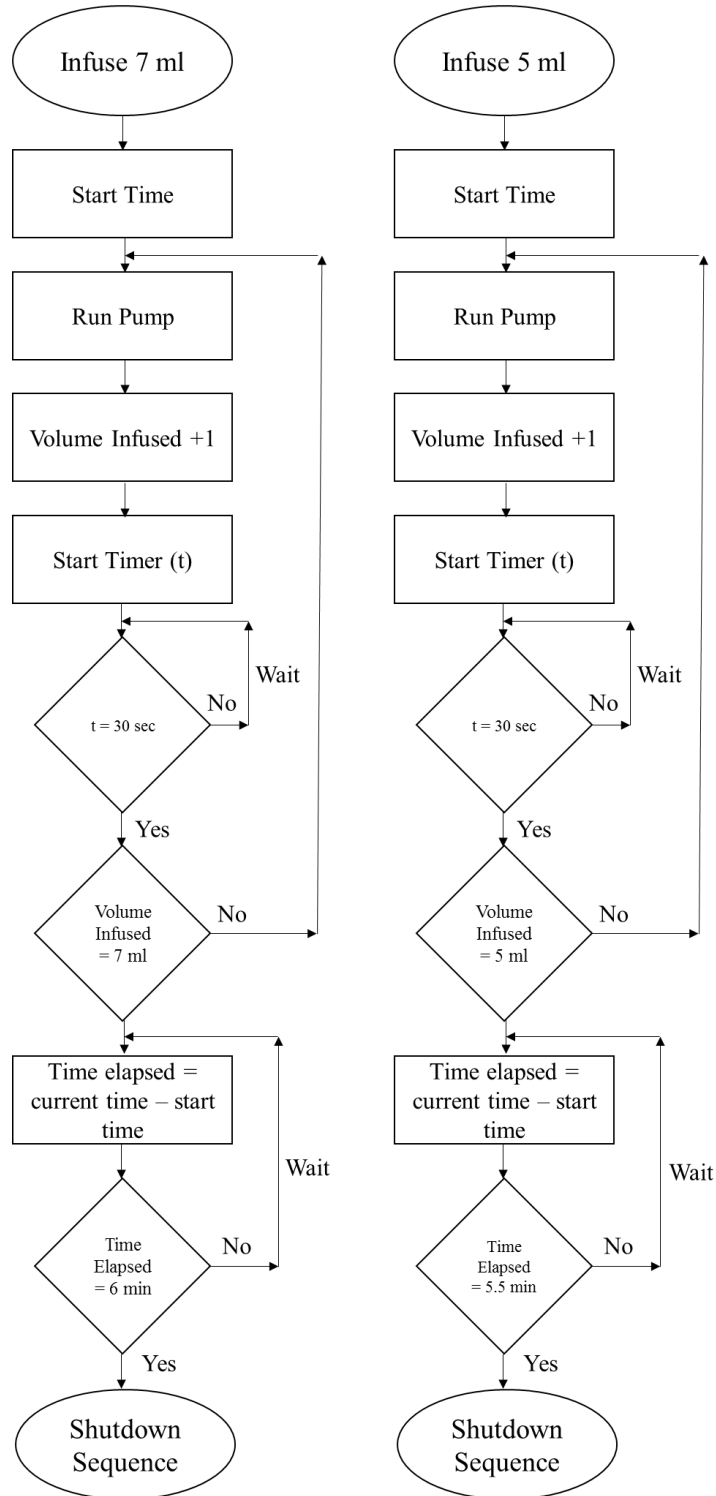 Infuse 7 ml
Start Time
Run Pump
Volume Infused +1
Start Timer (t)
Wait
No
t = 30 sec
Yes
Volume
Infused
= 7 ml
No
Time elapsed =
current time – start
time
Wait
Time
Elapsed
= 6 min
No
Yes
Shutdown
Sequence
Infuse 5 ml
Start Time
Run Pump
Volume Infused +1
Start Timer (t)
Wait
No
t = 30 sec
Yes
Volume
Infused
= 5 ml
No
Time elapsed =
current time – start
time
Wait
Time
Elapsed
= 5.5 min
No
Yes
Shutdown
Sequence